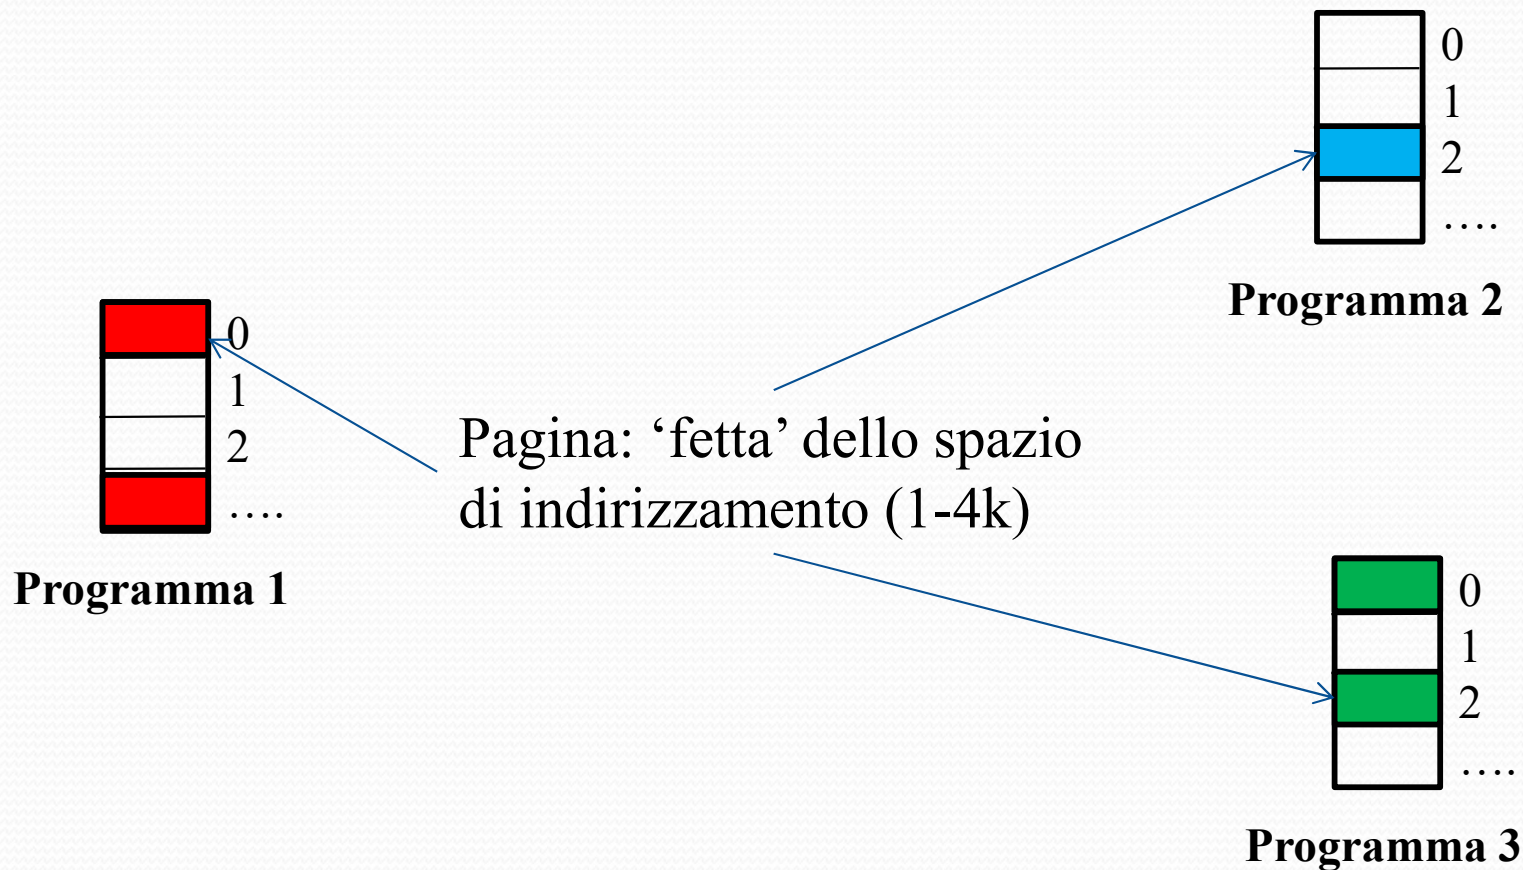 0
1
2
....
Programma 2
0
1
2
....
Programma 1
Pagina: ‘fetta’ dello spazio
di indirizzamento (1-4k)
0
1
2
....
Programma 3